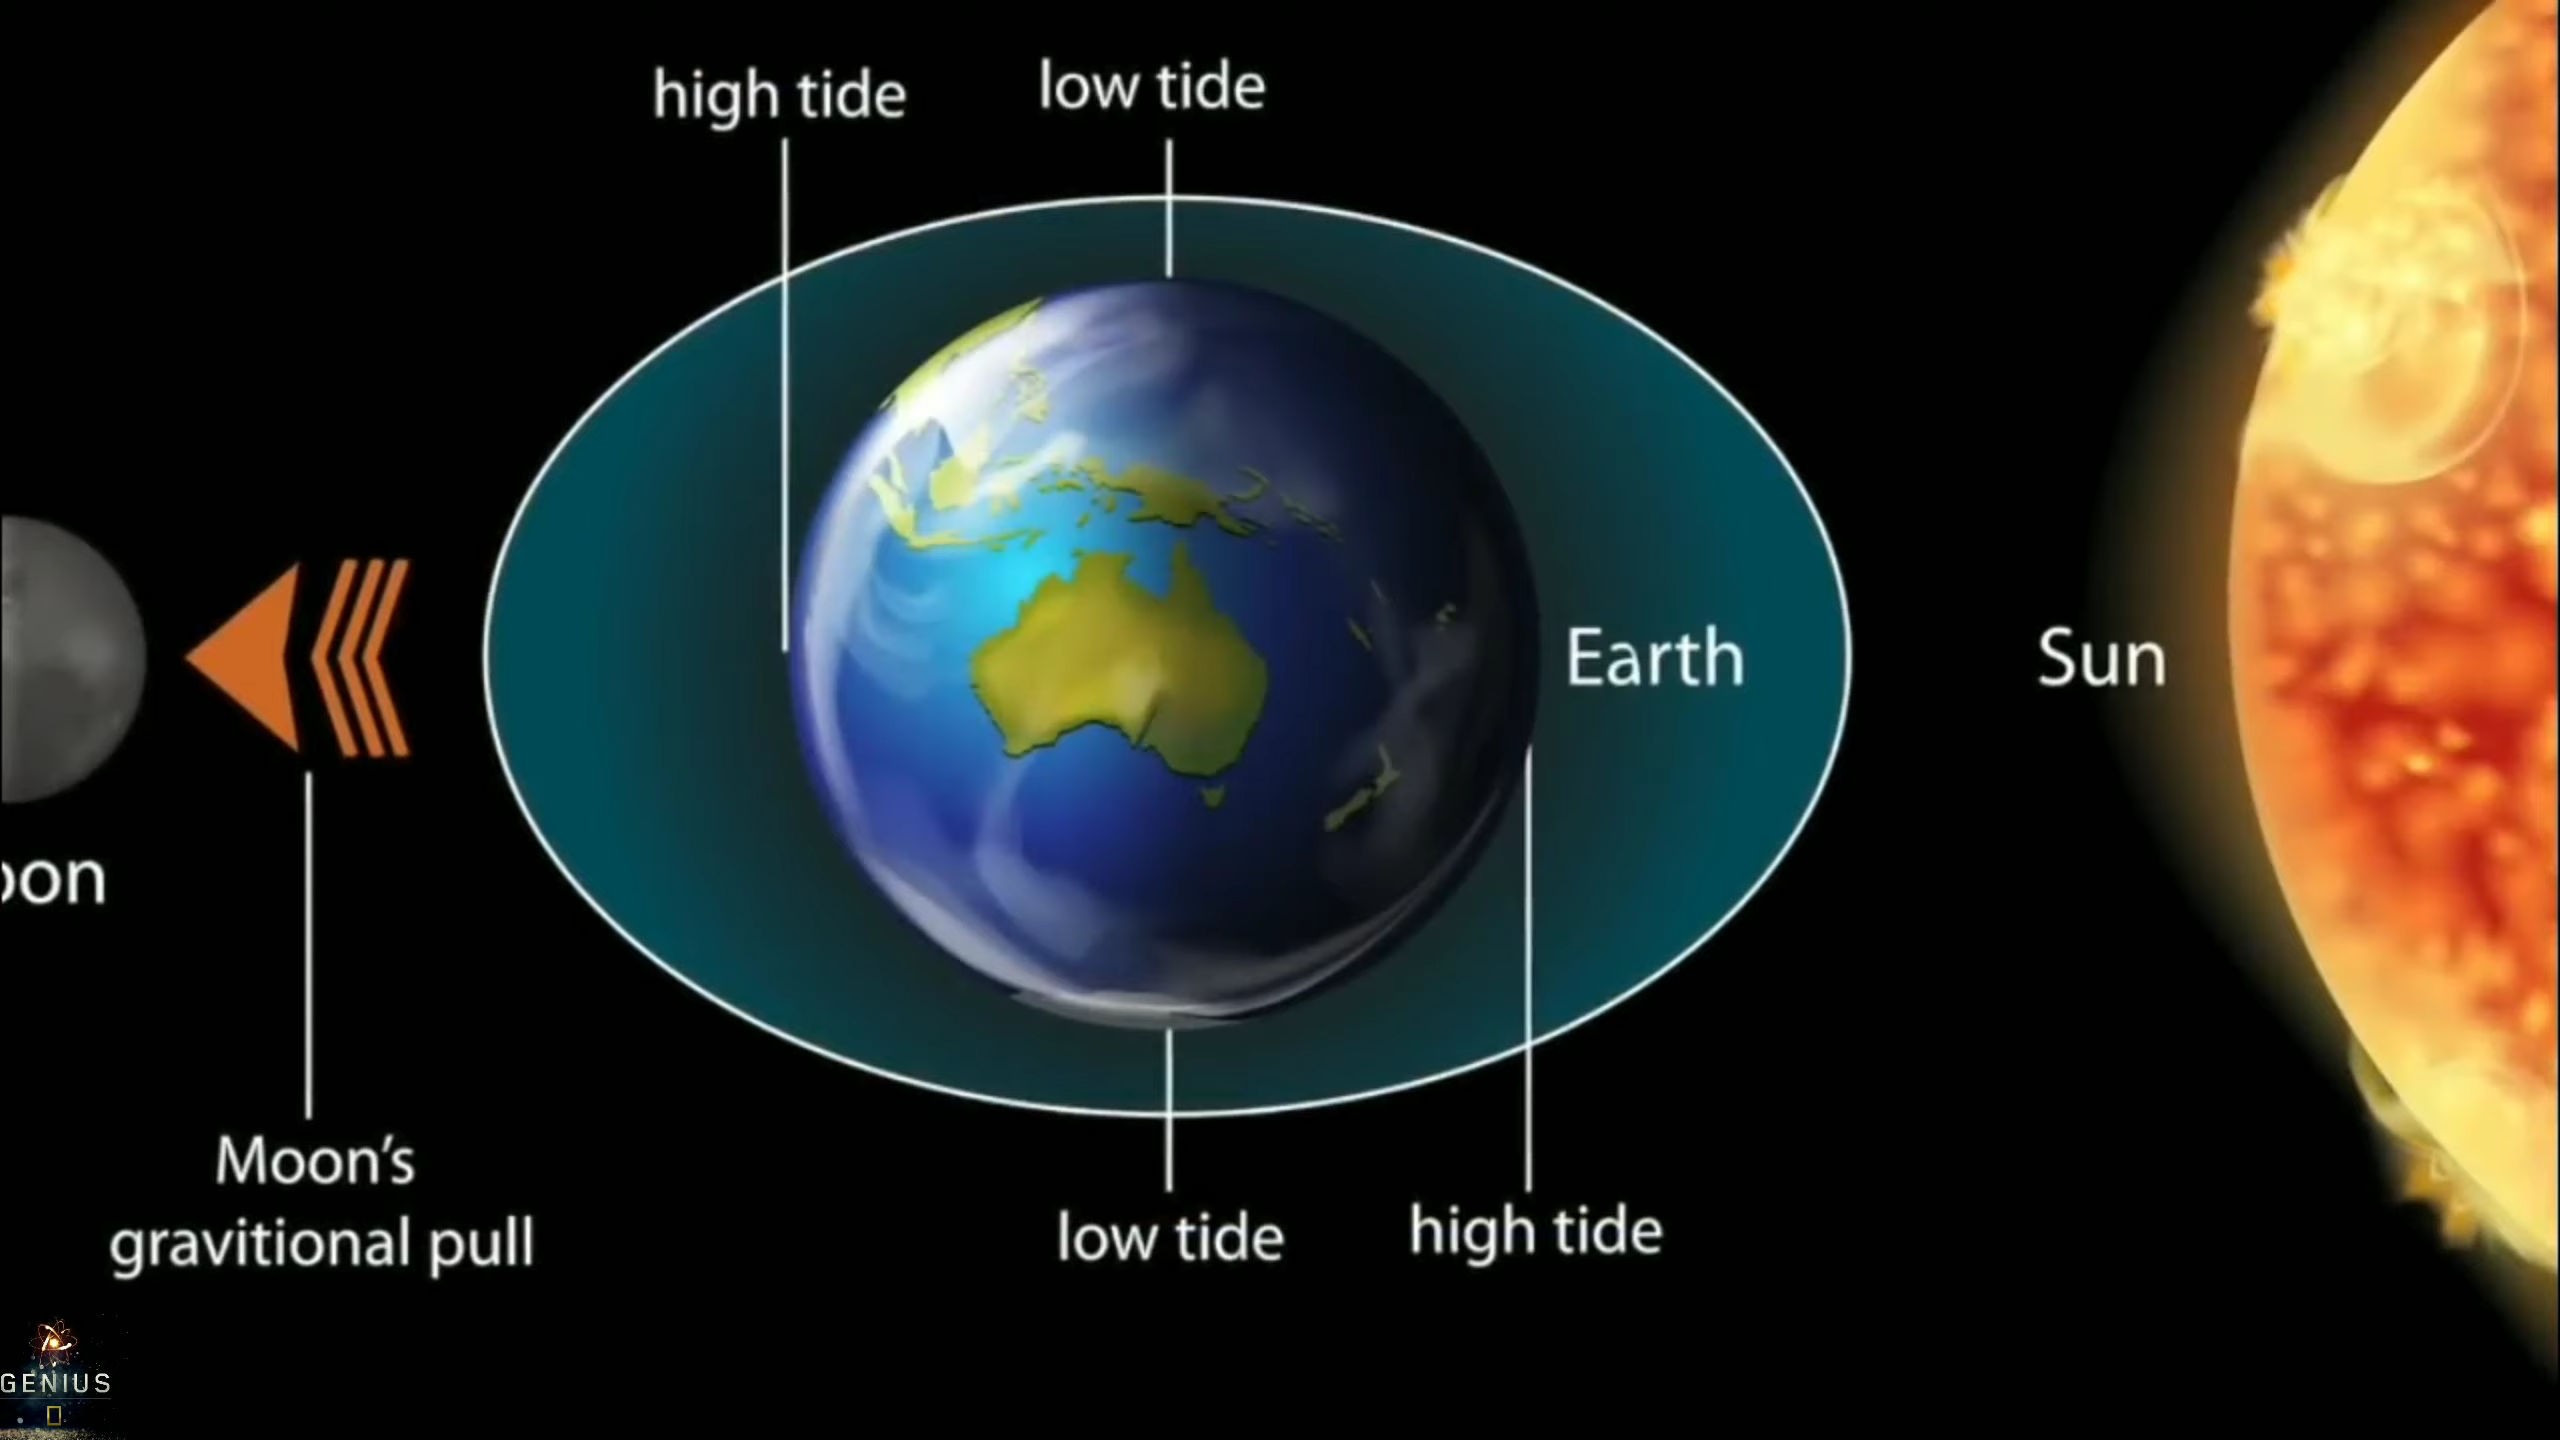 high tide
low tide
Earth
Sun
oon
Moon's
gravitional pull
low tide
high tide
GENIUS